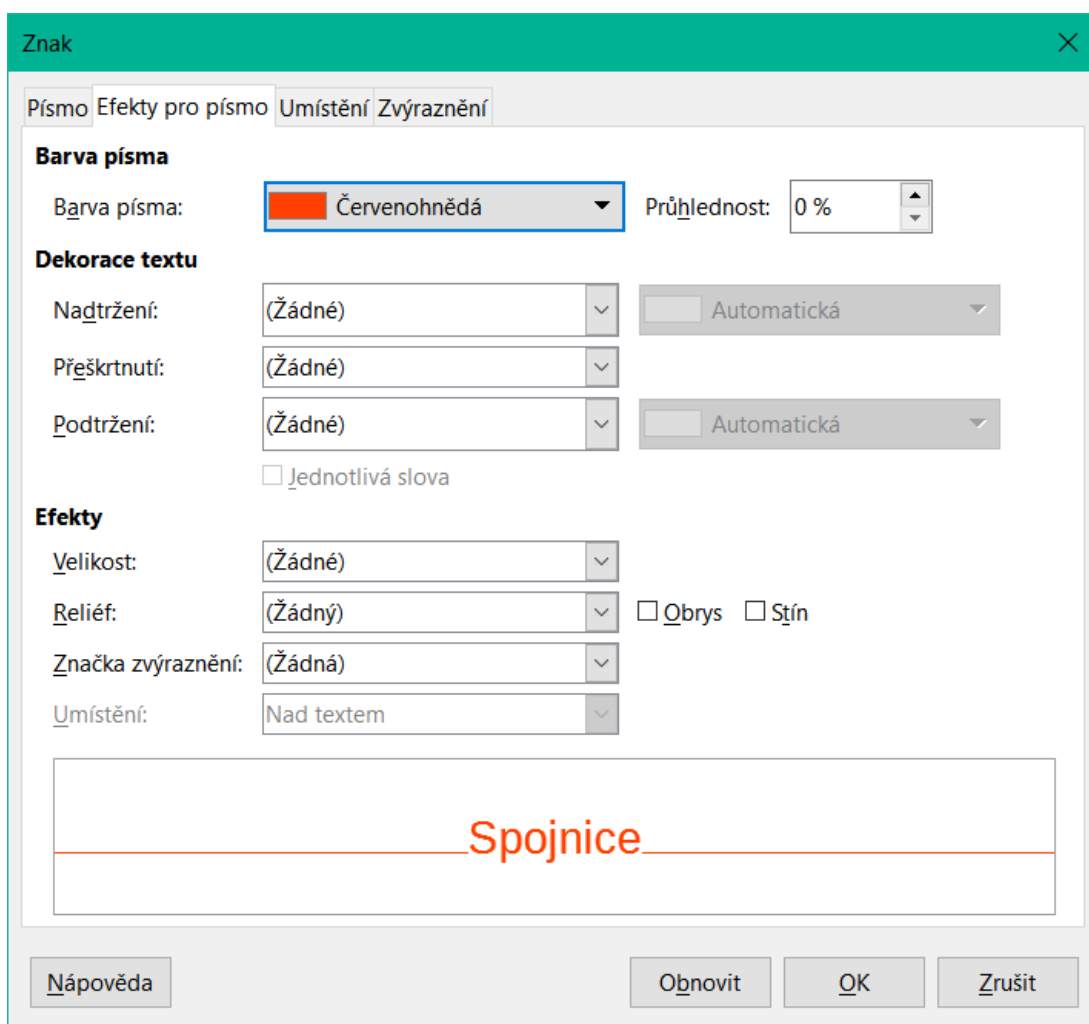 Znak
Písmo Efekty pro písmo Umístění Zvýraznění
Barva písma
Barva písma: Červenohnědá Průhlednost: 0 %
Dekorace textu
Nadtržení: (Žádné) Automatická
Přeškrtnutí: (Žádné)
Podtržení: (Žádné) Automatická
Jednotlivá slova
Efekty
Velikost: (Žádné)
Reliéf: (Žádný) Obrys Stín
Značka zvýraznění: (Žádná)
Umístění: Nad textem
Spojnice
Nápověda Obnovit OK Zrušit